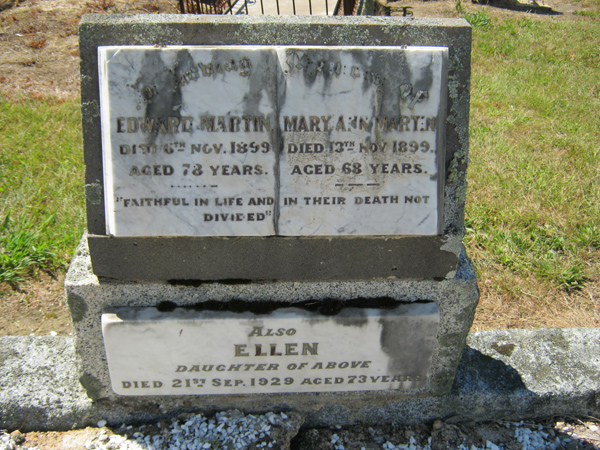 EDWARD MARTIN
DIED 6TH NOV. 1899
AGED 78 YEARS.
"FAITHFUL IN LIFE AND
DIVIDED"
MARY ANN MARTIN
DIED 13TH NOV 1899.
AGED 68 YEARS.
IN THEIR DEATH NOT
ALSO
ELLEN
DAUGHTER OF ABOVE
DIED 21ST SEP. 1929 AGED 73 YEARS